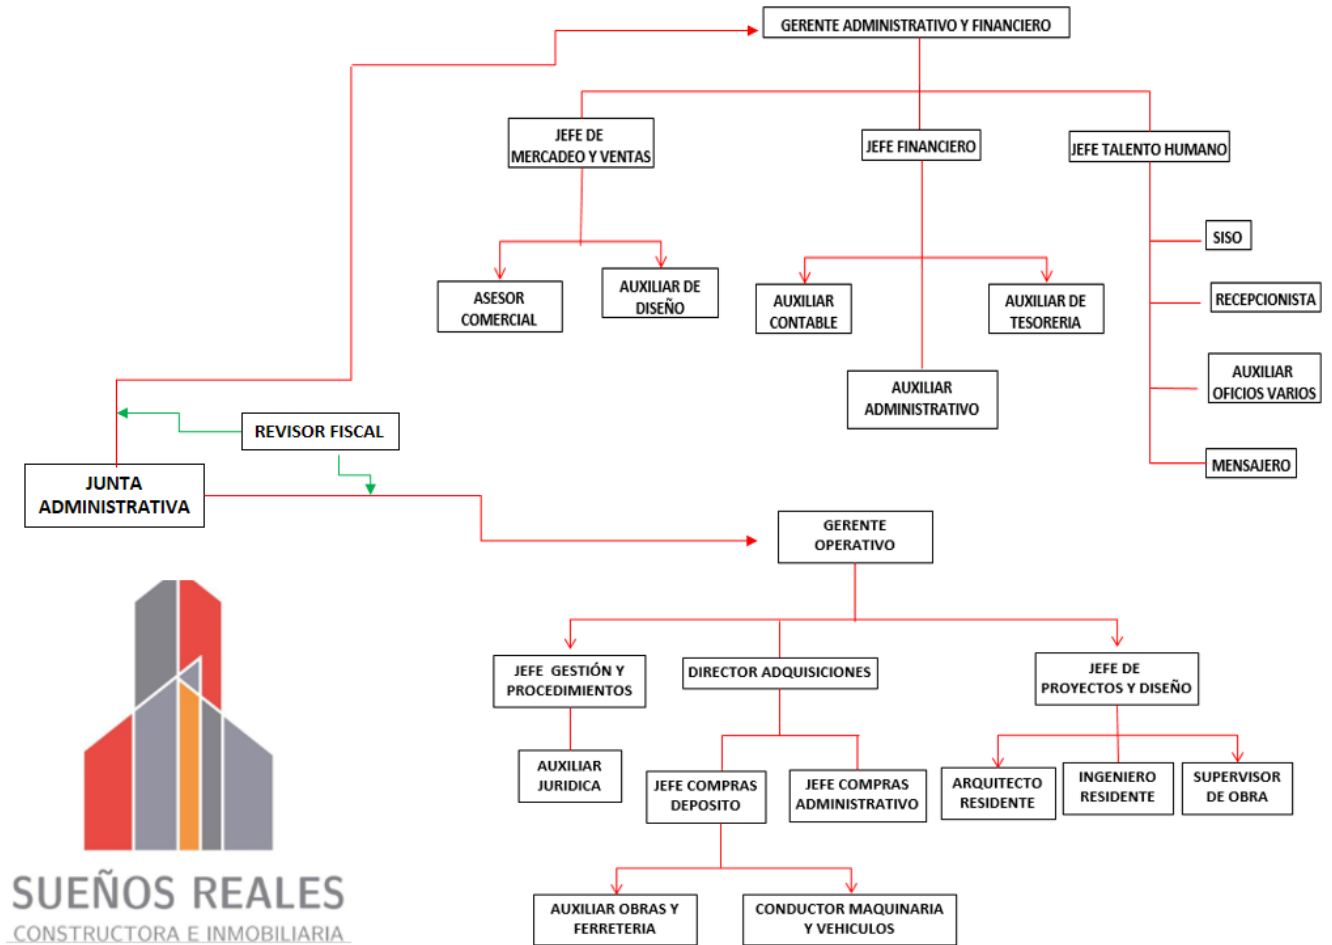 GERENTE ADMINISTRATIVO Y FINANCIERO
JEFE DE
MERCADEO Y VENTAS
JEFE FINANCIERO
JEFE TALENTO HUMANO
SISO
RECEPCIONISTA
AUXILIAR
OFICIOS VARIOS
MENSAJERO
ASESOR
COMERCIAL
AUXILIAR DE
DISEÑO
AUXILIAR
CONTABLE
AUXILIAR DE
TESORERIA
AUXILIAR
ADMINISTRATIVO
REVISOR FISCAL
JUNTA
ADMINISTRATIVA
GERENTE
OPERATIVO
JEFE GESTIÓN Y
PROCEDIMIENTOS
DIRECTOR ADQUISICIONES
JEFE DE
PROYECTOS Y DISEÑO
AUXILIAR
JURIDICA
JEFE COMPRAS
DEPOSITO
JEFE COMPRAS
ADMINISTRATIVO
ARQUITECTO
RESIDENTE
INGENIERO
RESIDENTE
SUPERVISOR
DE OBRA
AUXILIAR OBRAS Y
FERRETERIA
CONDUCTOR MAQUINARIA
Y VEHICULOS
SUEÑOS REALES
CONSTRUCTORA E INMOBILIARIA